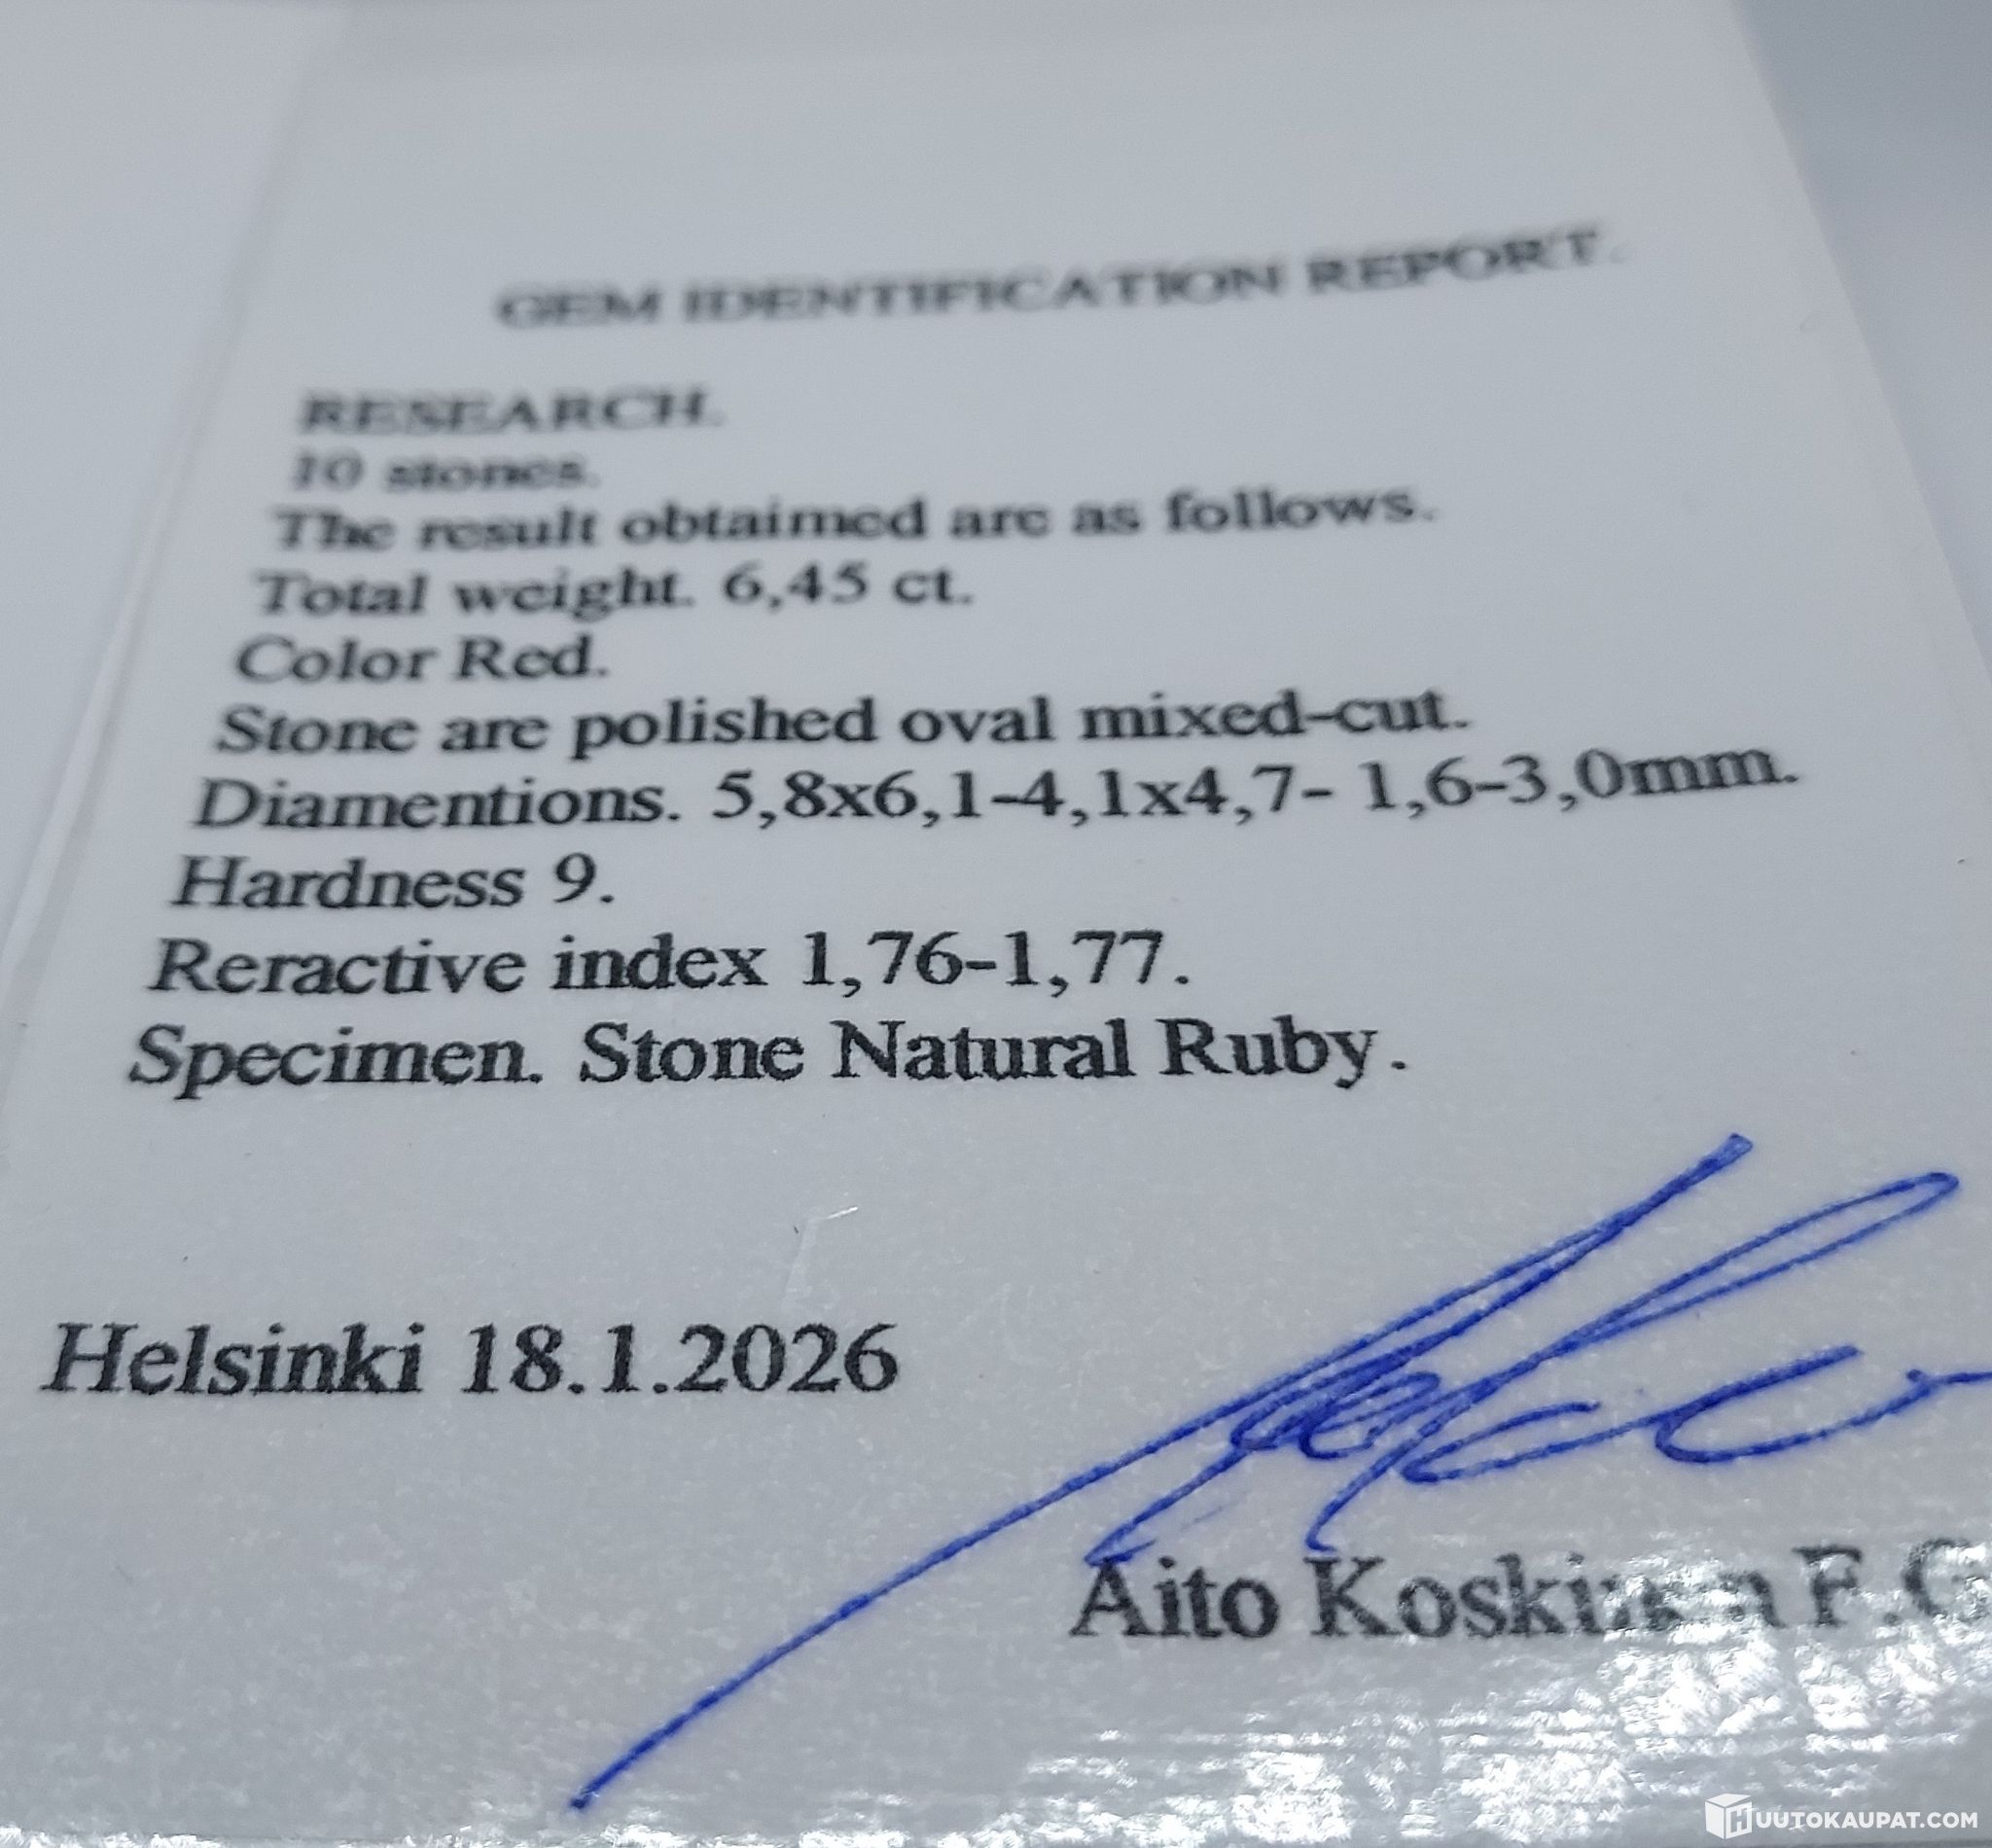 GEM IDENTIFICATION REPORT.
RESEARCH.
10 stones.
The result obtaimed are as follows.
Total weight. 6,45 ct.
Color Red.
Stone are polished oval mixed-cut.
Diamentions. 5,8x6,1-4,1x4,7- 1,6-3,0mm.
Hardness 9.
Reractive index 1,76-1,77.
Specimen. Stone Natural Ruby.
Helsinki 18.1.2026
Aito Koskinen F.G
HUUTOKAUPAT.COM